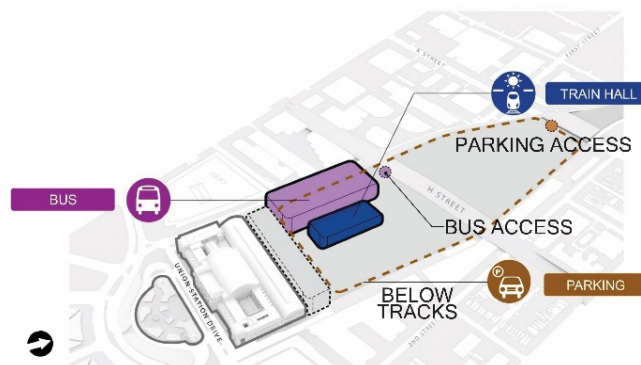 K STREET
FIRST STREET
TRAIN HALL
PARKING ACCESS
BUS
H STREET
BUS ACCESS
UNION STATION DRIVE
P
PARKING
BELOW
TRACKS
2ND STREET